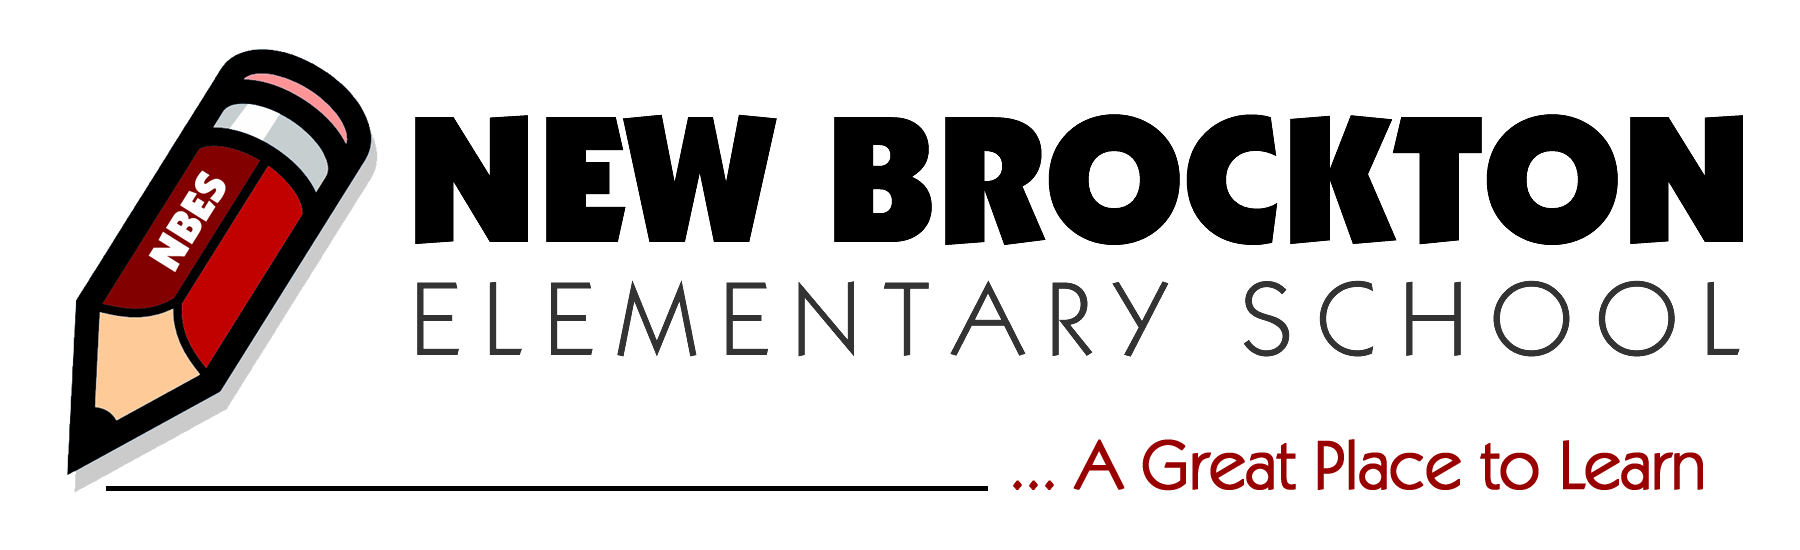 NBES
NEW BROCKTON
ELEMENTARY SCHOOL
... A Great Place to Learn